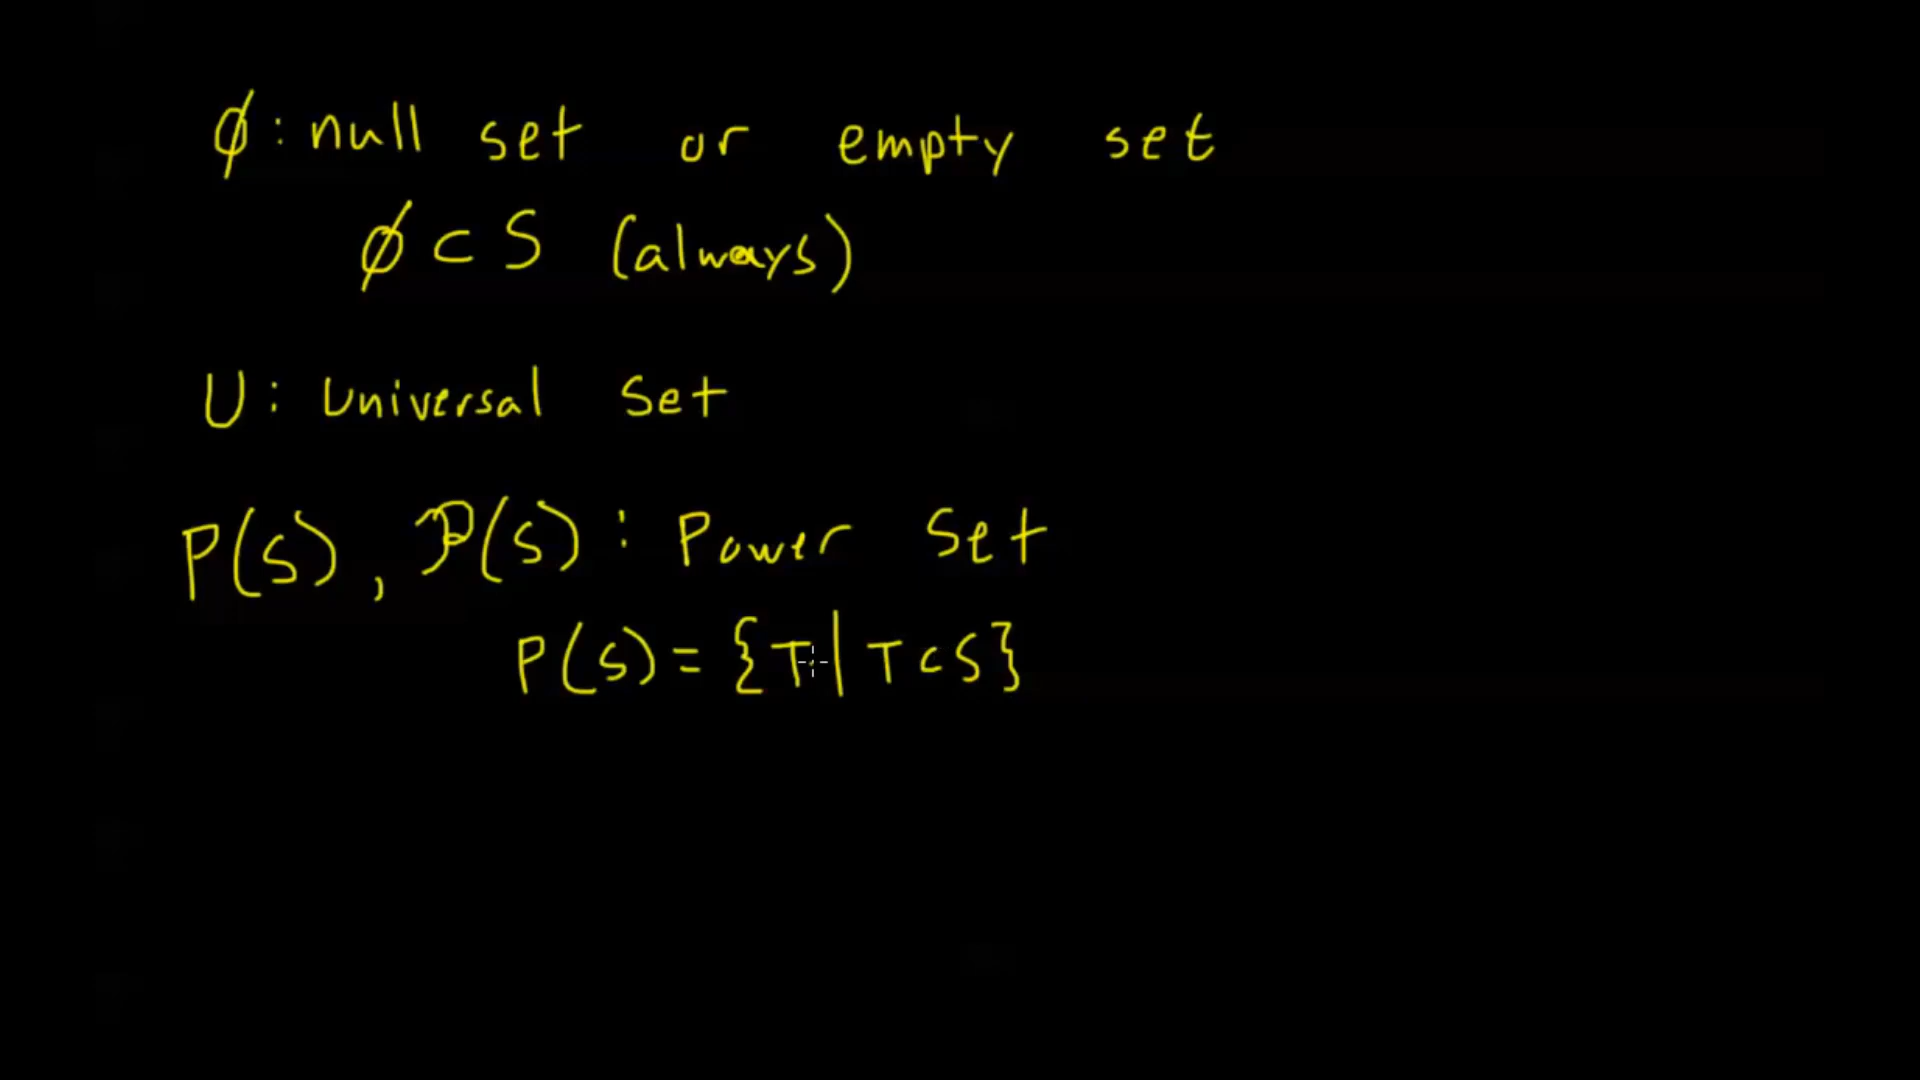 ∅: null set or empty set
∅ ⊂ S (always)
U: Universal Set
P(S), 𝒫(S): Power Set
P(S) = {T | T ⊂ S}